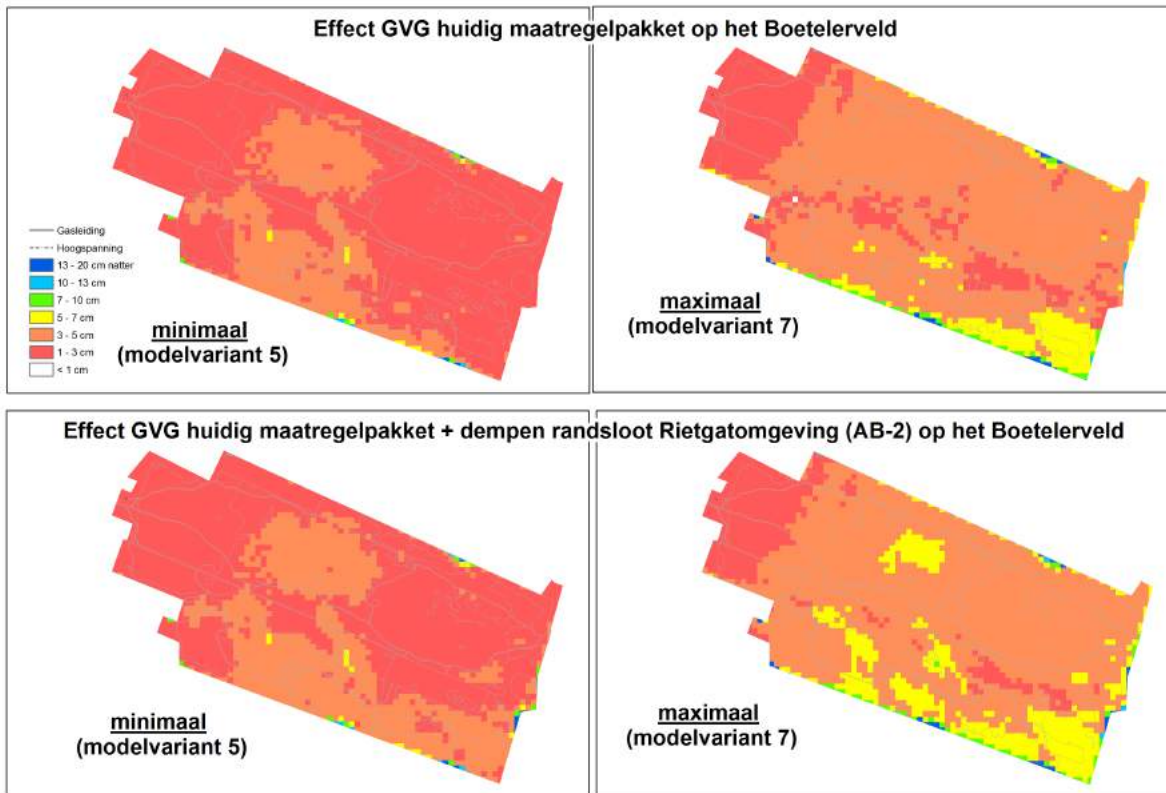 Effect GVG huidig maatregelpakket op het Boetelerveld
Gasleiding
Hoogspanning
13 - 20 cm natter
10 - 13 cm
7 - 10 cm
5 - 7 cm
3 - 5 cm
1 - 3 cm
< 1 cm
minimaal
(modelvariant 5)
maximaal
(modelvariant 7)
Effect GVG huidig maatregelpakket + dempen randsloot Rietgatomgeving (AB-2) op het Boetelerveld
minimaal
(modelvariant 5)
maximaal
(modelvariant 7)